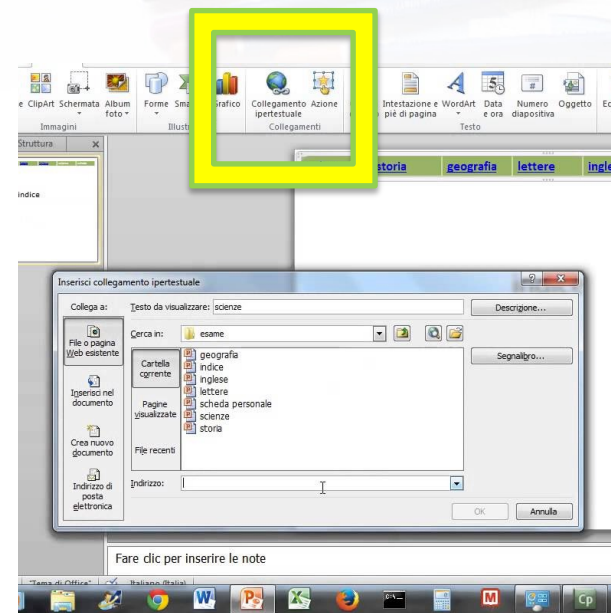 ClipArt Schermata Album Forme Grafico Collegamento Azione Intestazione e WordArt Data Numero Oggetto
foto ipertestuale piè di pagina e ora diapositiva
Immagini Collegamenti Testo
Struttura
storia geografia lettere
indice
Inserisci collegamento ipertestuale
Collega a: Testo da visualizzare: scienze Descrizione...
File o pagina Web esistente
Cerca in: esame
Cartella corrente
geografia
indice
inglese
lettere
scheda personale
scienze
storia
Segnalibro...
Inserisci nel documento
Pagine visualizzate
Crea nuovo documento
File recenti
Indirizzo di posta elettronica
Indirizzo:
OK Annulla
Fare clic per inserire le note
"Tema di Office" Italiano (Italia)